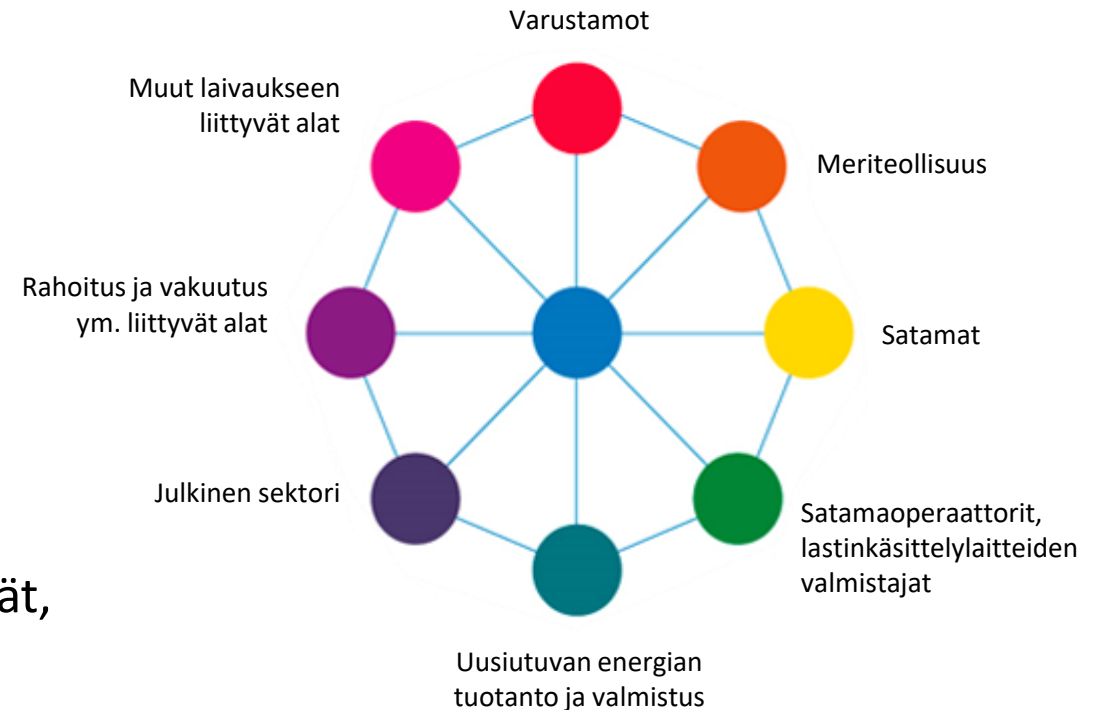 Varustamot
Muut laivaukseen
liittyvät alat
Meriteollisuus
Rahoitus ja vakuutus
ym. liittyvät alat
Satamat
Julkinen sektori
Satamaoperaattorit,
lastinkäsittelylaitteiden
valmistajat
ät,
Uusiutuvan energian
tuotanto ja valmistus